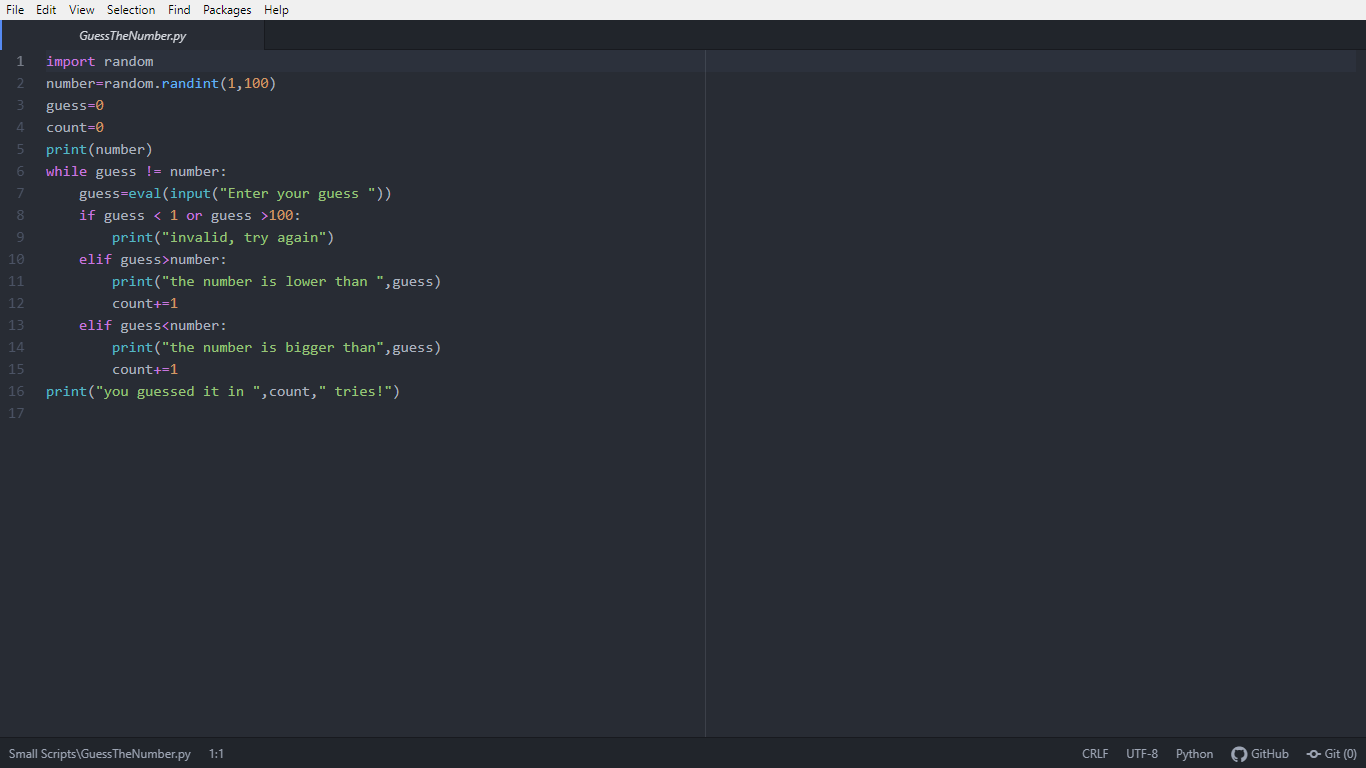 File Edit View Selection Find Packages Help
GuessTheNumber.py
1 import random
2 number=random.randint(1,100)
3 guess=0
4 count=0
5 print(number)
6 while guess != number:
7     guess=eval(input("Enter your guess "))
8     if guess < 1 or guess >100:
9         print("invalid, try again")
10     elif guess>number:
11         print("the number is lower than ",guess)
12         count+=1
13     elif guess<number:
14         print("the number is bigger than",guess)
15         count+=1
16 print("you guessed it in ",count," tries!")
17
Small Scripts\GuessTheNumber.py 1:1 CRLF UTF-8 Python GitHub Git (0)